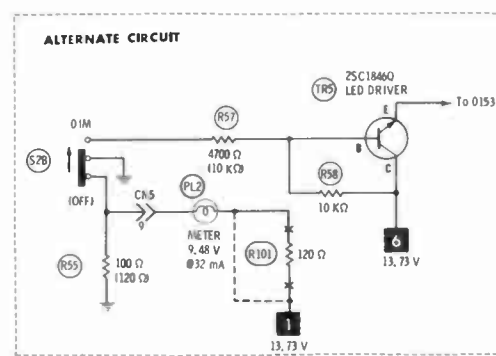 ALTERNATE CIRCUIT
2SC1846Q
TR5
LED DRIVER
E
To 0153
DIM
R57
B
S2B
4700 Ω
(10 KΩ)
C
R58
10 KΩ
PL2
CN5
(OFF)
9
METER
9.48 V
@32 mA
6
13.73 V
R55
100 Ω
(120 Ω)
R101
120 Ω
1
13.73 V